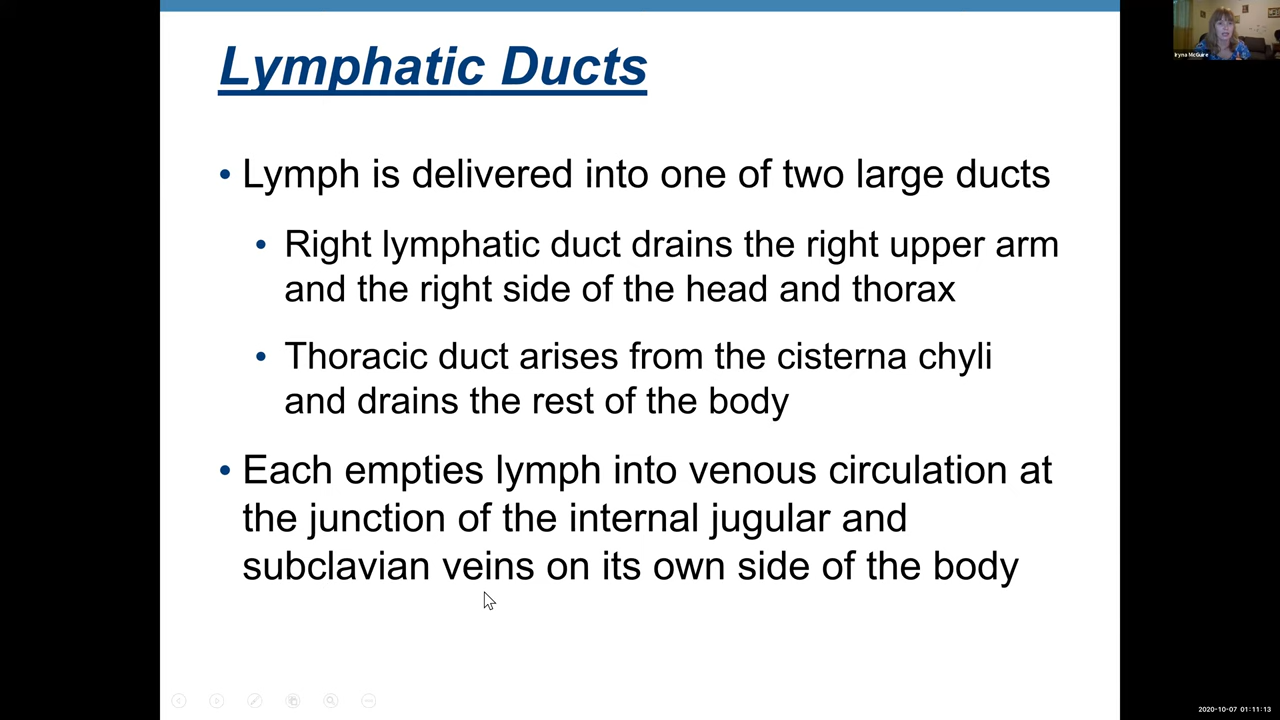 Lymphatic Ducts
• Lymph is delivered into one of two large ducts
• Right lymphatic duct drains the right upper arm
and the right side of the head and thorax
• Thoracic duct arises from the cisterna chyli
and drains the rest of the body
• Each empties lymph into venous circulation at
the junction of the internal jugular and
subclavian veins on its own side of the body
Iryna McGuire
2020-10-07 01:11:13